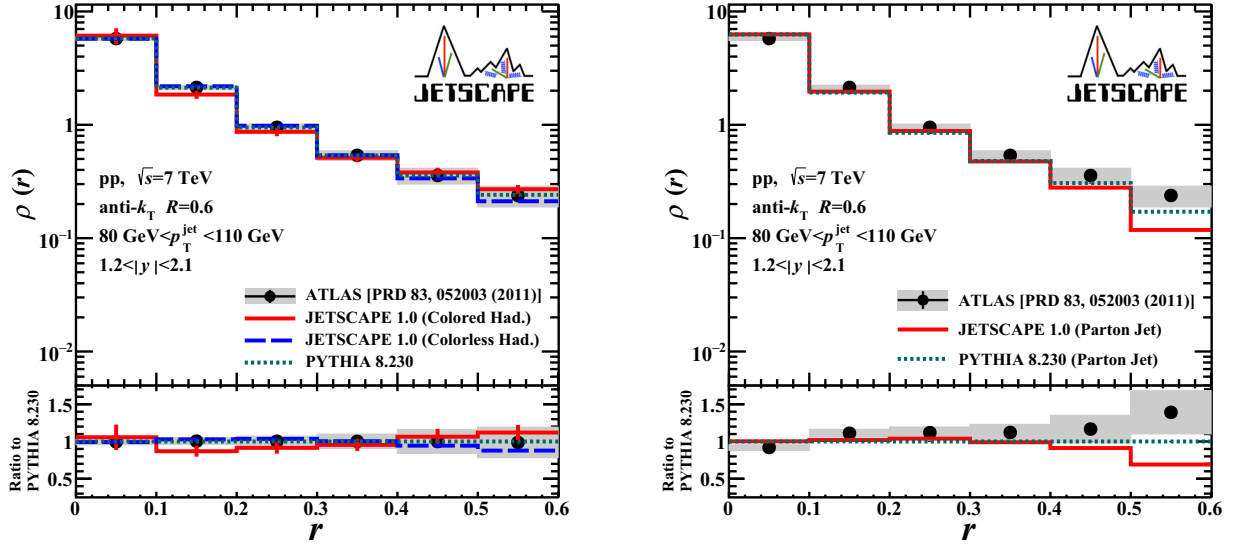 10
1
10⁻¹
10⁻²
ρ (r)
JETSCAPE
pp, √s=7 TeV
anti-k_T R=0.6
80 GeV<p_T^jet <110 GeV
1.2<|y|<2.1
ATLAS [PRD 83, 052003 (2011)]
JETSCAPE 1.0 (Colored Had.)
JETSCAPE 1.0 (Colorless Had.)
PYTHIA 8.230
Ratio to
PYTHIA 8.230
1.5
1
0.5
0 0.1 0.2 0.3 0.4 0.5 0.6
r
10
1
10⁻¹
10⁻²
ρ (r)
JETSCAPE
pp, √s=7 TeV
anti-k_T R=0.6
80 GeV<p_T^jet <110 GeV
1.2<|y|<2.1
ATLAS [PRD 83, 052003 (2011)]
JETSCAPE 1.0 (Parton Jet)
PYTHIA 8.230 (Parton Jet)
Ratio to
PYTHIA 8.230
1.5
1
0.5
0 0.1 0.2 0.3 0.4 0.5 0.6
r